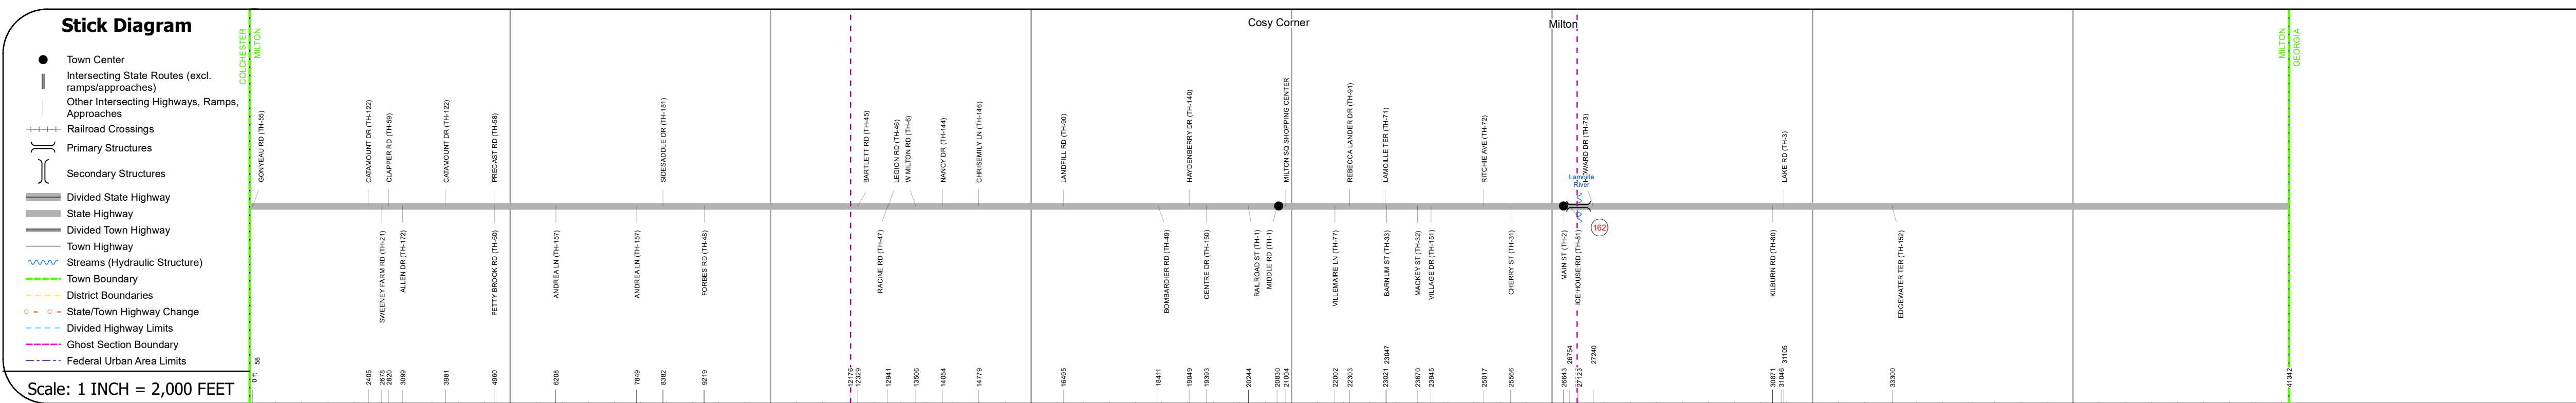 Stick Diagram
Town Center
Intersecting State Routes (excl.
ramps/approaches)
Other Intersecting Highways, Ramps,
Approaches
Railroad Crossings
Primary Structures
Secondary Structures
Divided State Highway
State Highway
Divided Town Highway
Town Highway
Streams (Hydraulic Structure)
Town Boundary
District Boundaries
State/Town Highway Change
Divided Highway Limits
Ghost Section Boundary
Federal Urban Area Limits
Scale: 1 INCH = 2,000 FEET
COLCHESTER
MILTON
Cosy Corner
Milton
MILTON
GEORGIA
GONYEAU RD (TH-55)
CATAMOUNT DR (TH-122)
CLAPPER RD (TH-59)
CATAMOUNT DR (TH-122)
PRECAST RD (TH-58)
SIDESADDLE DR (TH-181)
BARTLETT RD (TH-45)
LEGION RD (TH-46)
W MILTON RD (TH-6)
NANCY DR (TH-144)
CHRISEMILY LN (TH-146)
LANDFILL RD (TH-90)
HAYDENBERRY DR (TH-140)
MILTON SQ SHOPPING CENTER
REBECCA LANDER DR (TH-91)
LAMOILLE TER (TH-71)
RITCHIE AVE (TH-72)
HOWARD DR (TH-73)
LAKE RD (TH-3)
Lamoille
River
162
SWEENEY FARM RD (TH-21)
ALLEN DR (TH-172)
PETTY BROOK RD (TH-60)
ANDREA LN (TH-157)
ANDREA LN (TH-157)
FORBES RD (TH-48)
RACINE RD (TH-47)
BOMBARDIER RD (TH-49)
CENTRE DR (TH-150)
RAILROAD ST (TH-1)
MIDDLE RD (TH-1)
VILLEMAIRE LN (TH-77)
BARNUM ST (TH-33)
MACKEY ST (TH-32)
VILLAGE DR (TH-151)
CHERRY ST (TH-31)
MAIN ST (TH-2)
ICE HOUSE RD (TH-81)
KILBURN RD (TH-80)
EDGEWATER TER (TH-152)
0 ft
58
2405
2678
2820
3099
3981
4960
6208
7849
8382
9219
12176
12329
12941
13506
14054
14779
16495
18411
19049
19393
20244
20830
21004
22002
22303
23021
23047
23670
23945
25017
25566
26643
26754
27123
27240
30871
31046
31105
33300
41342